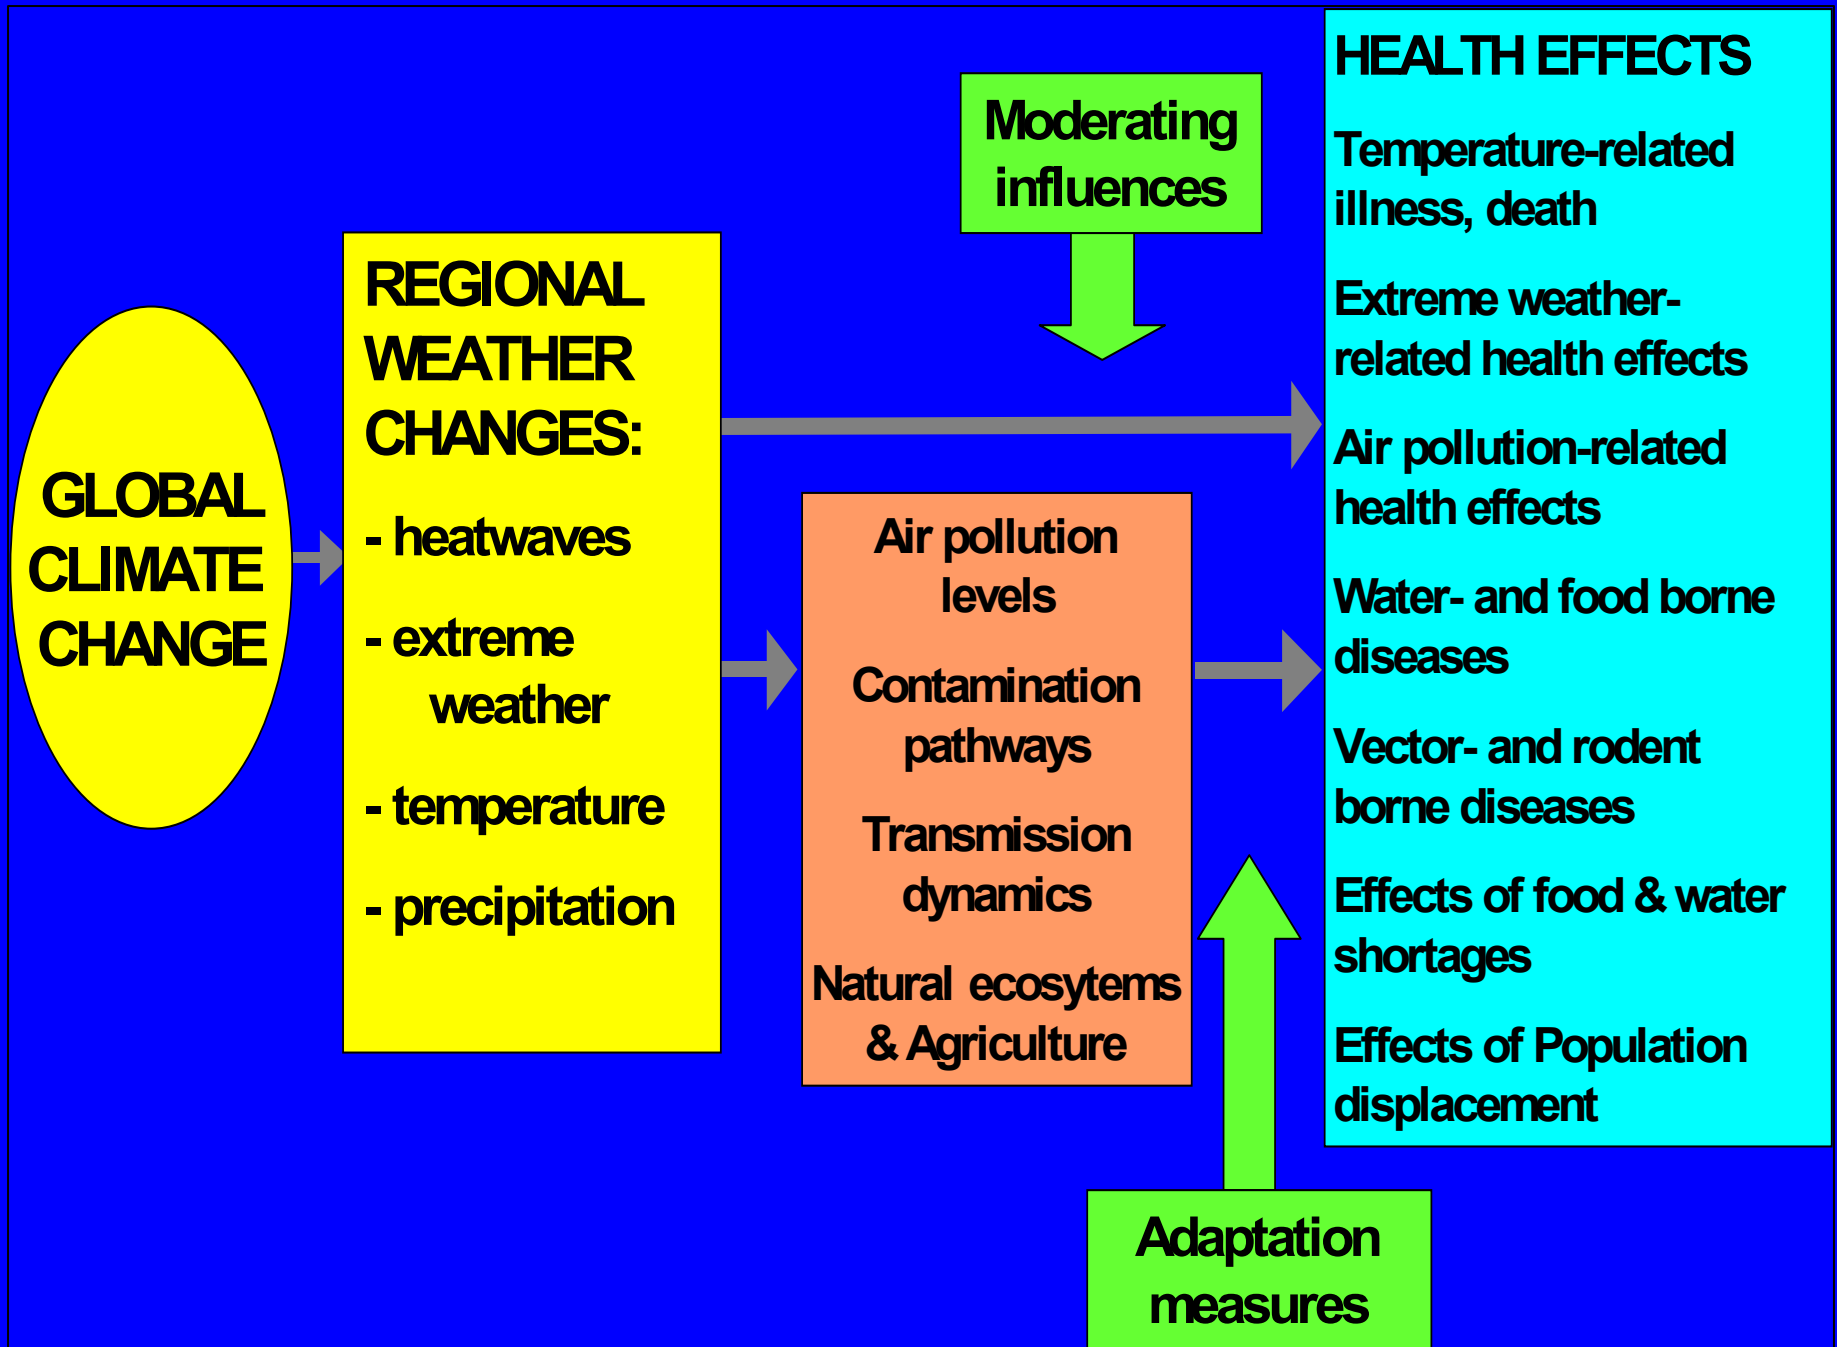 GLOBAL
CLIMATE
CHANGE
REGIONAL
WEATHER
CHANGES:
- heatwaves
- extreme
weather
- temperature
- precipitation
Moderating
influences
Air pollution
levels
Contamination
pathways
Transmission
dynamics
Natural ecosytems
& Agriculture
Adaptation
measures
HEALTH EFFECTS
Temperature-related
illness, death
Extreme weather-
related health effects
Air pollution-related
health effects
Water- and food borne
diseases
Vector- and rodent
borne diseases
Effects of food & water
shortages
Effects of Population
displacement